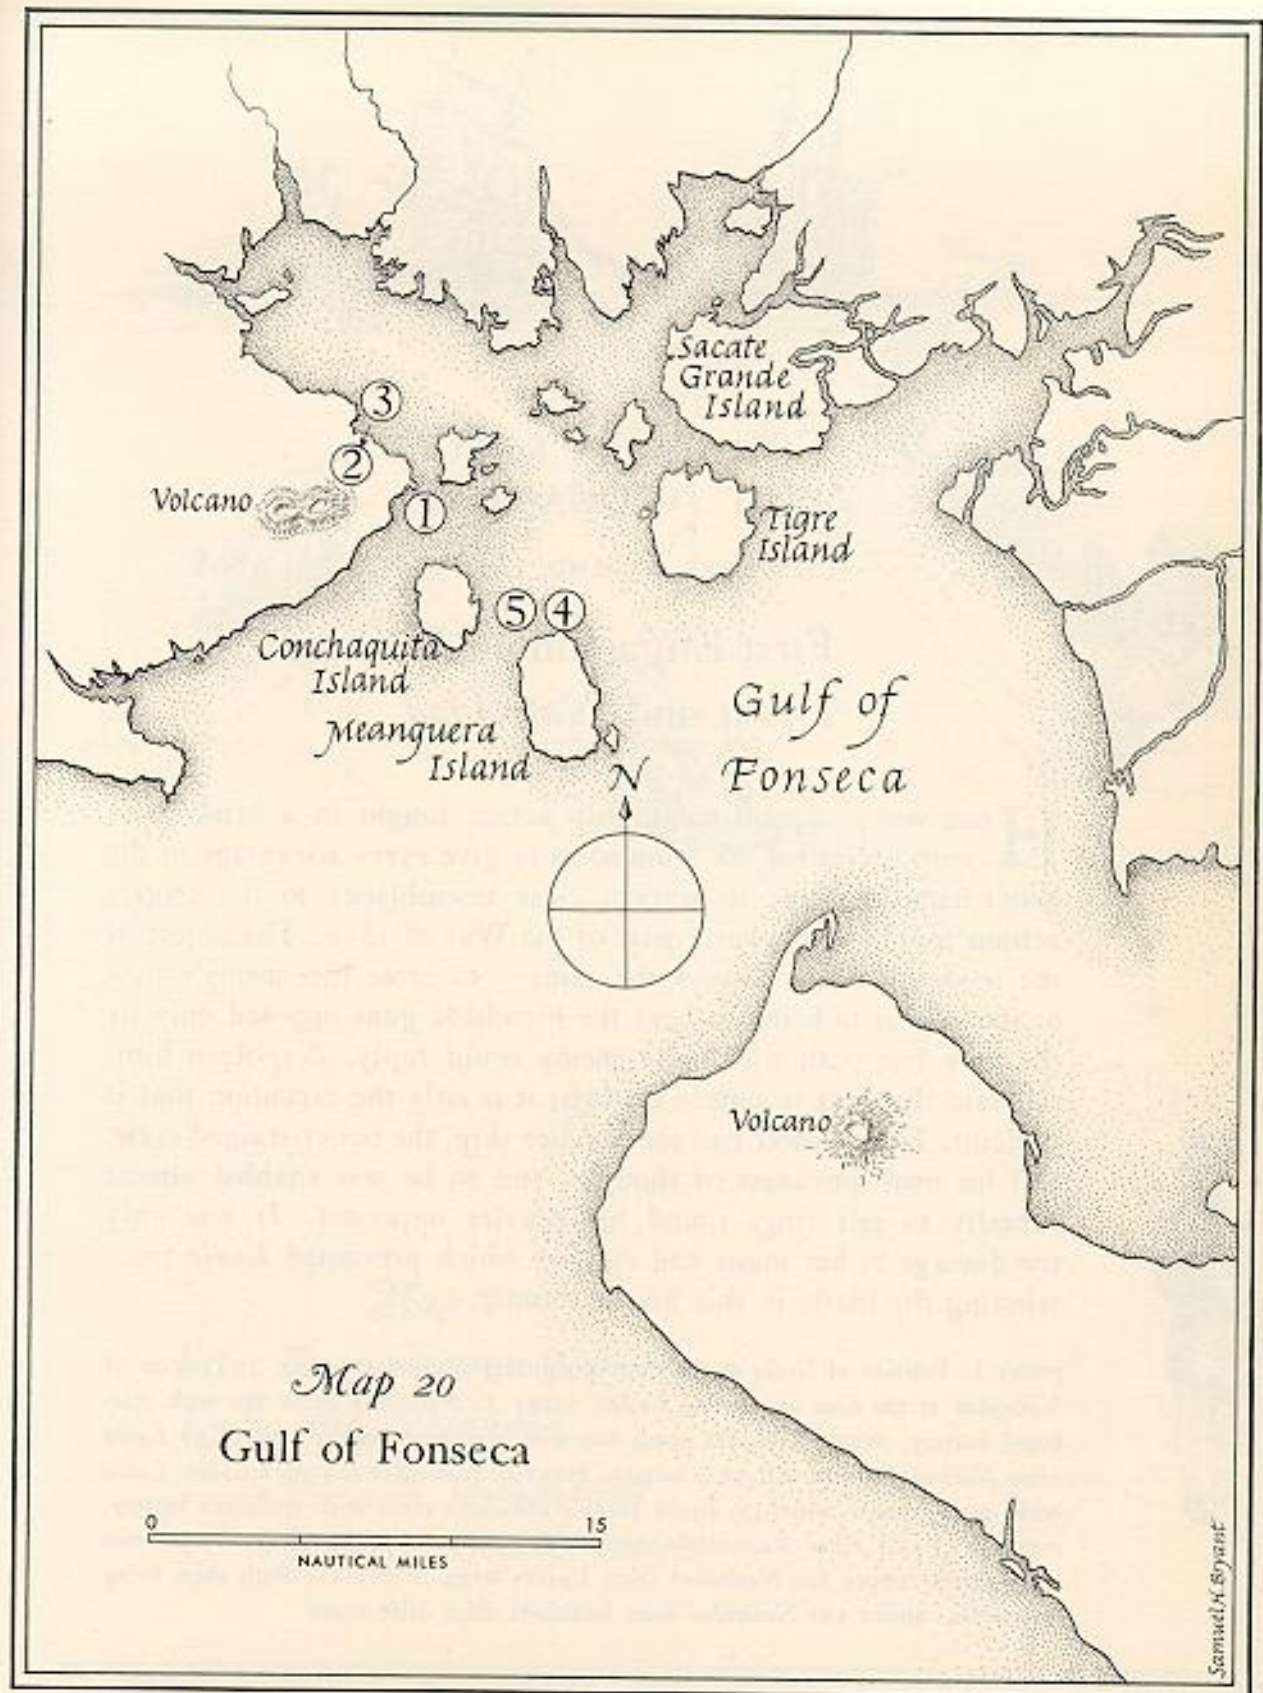 Sacate
Grande
Island
3
2
Volcano
1
Tigre
Island
5 4
Conchaquita
Island
Meanguera
Island
Gulf of
Fonseca
N
Volcano
Map 20
Gulf of Fonseca
0 15
NAUTICAL MILES
Samuel H. Bryant